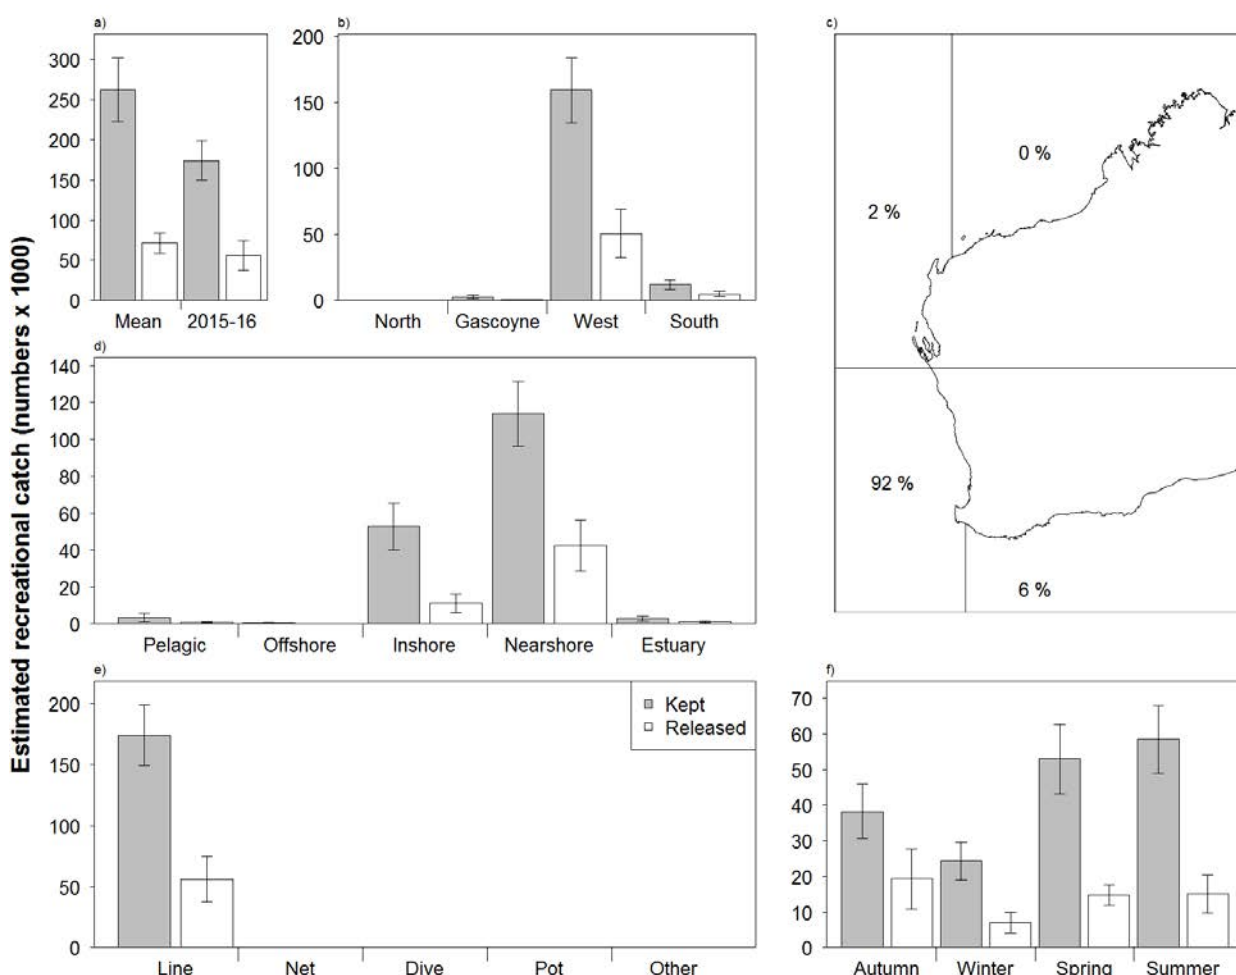 Estimated recreational catch (numbers x 1000)
a)
300
250
200
150
100
50
0
Mean 2015-16
b)
200
150
100
50
0
North Gascoyne West South
c)
0 %
2 %
92 %
6 %
d)
140
120
100
80
60
40
20
0
Pelagic Offshore Inshore Nearshore Estuary
e)
200
150
100
50
0
Kept
Released
Line Net Dive Pot Other
f)
70
60
50
40
30
20
10
0
Autumn Winter Spring Summer